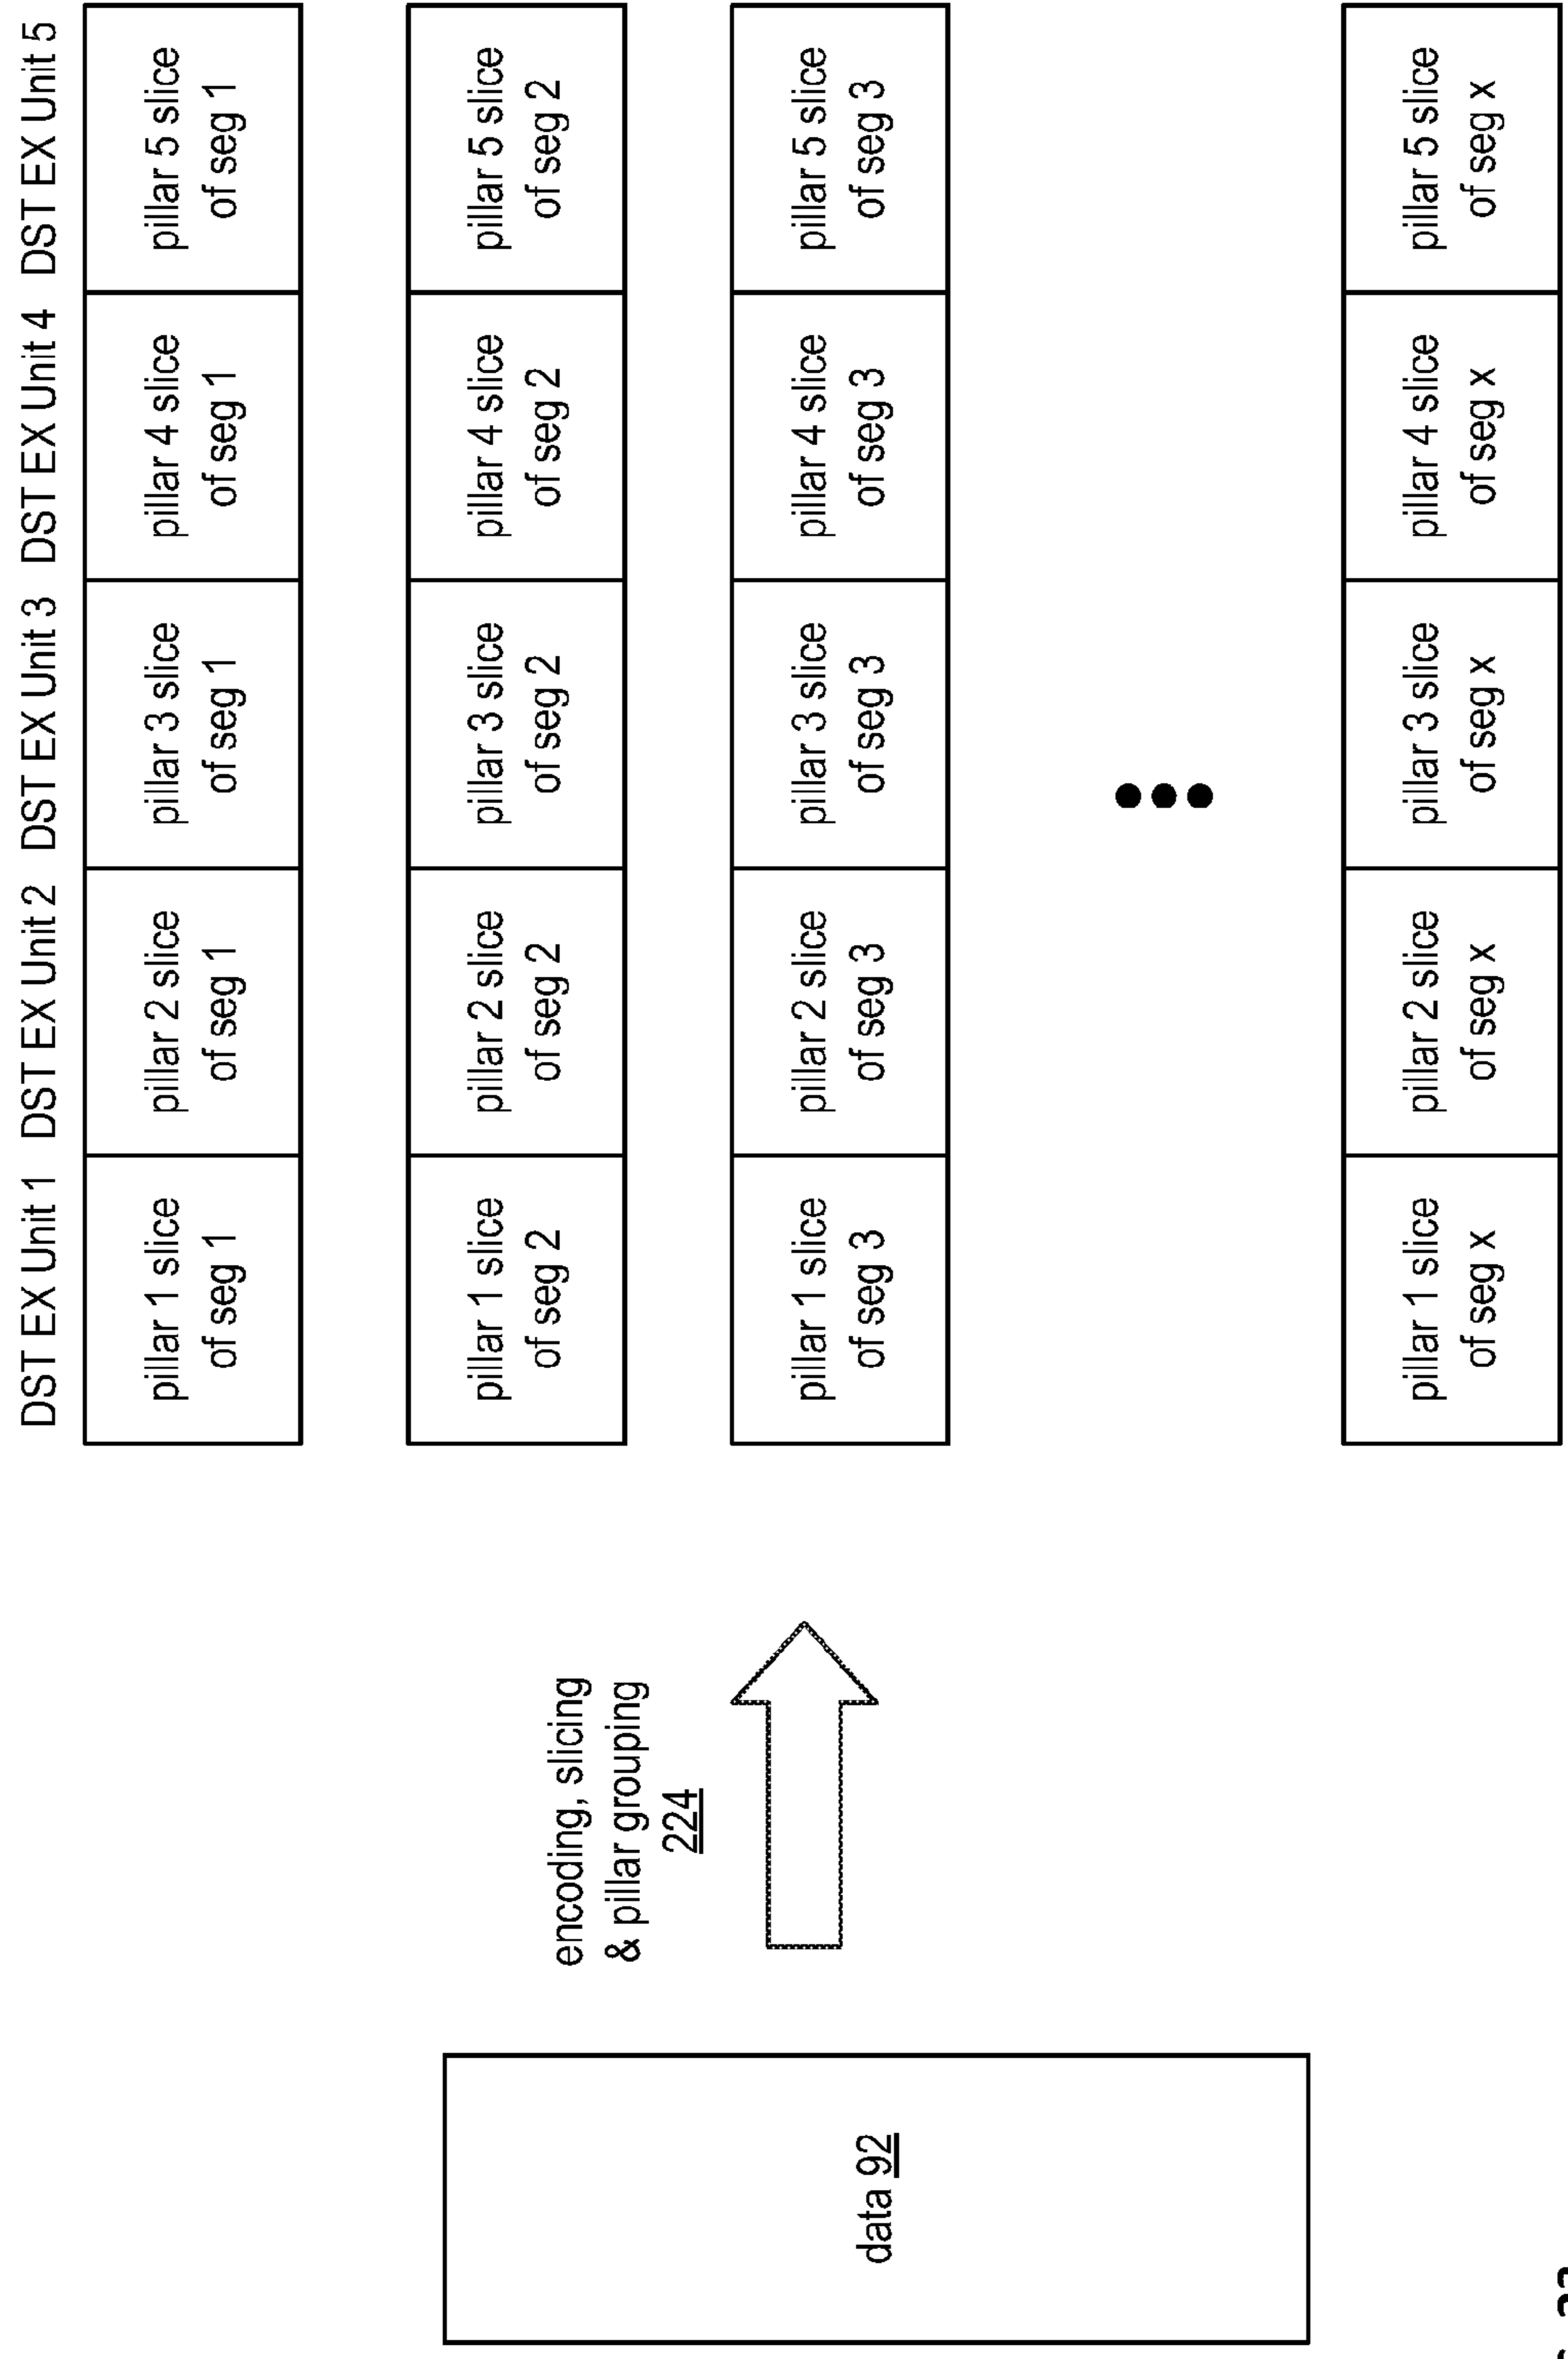 DST EX Unit 1 DST EX Unit 2 DST EX Unit 3 DST EX Unit 4 DST EX Unit 5
pillar 1 slice
of seg 1
pillar 2 slice
of seg 1
pillar 3 slice
of seg 1
pillar 4 slice
of seg 1
pillar 5 slice
of seg 1
pillar 1 slice
of seg 2
pillar 2 slice
of seg 2
pillar 3 slice
of seg 2
pillar 4 slice
of seg 2
pillar 5 slice
of seg 2
pillar 1 slice
of seg 3
pillar 2 slice
of seg 3
pillar 3 slice
of seg 3
pillar 4 slice
of seg 3
pillar 5 slice
of seg 3
pillar 1 slice
of seg x
pillar 2 slice
of seg x
pillar 3 slice
of seg x
pillar 4 slice
of seg x
pillar 5 slice
of seg x
encoding, slicing
& pillar grouping
224
data 92